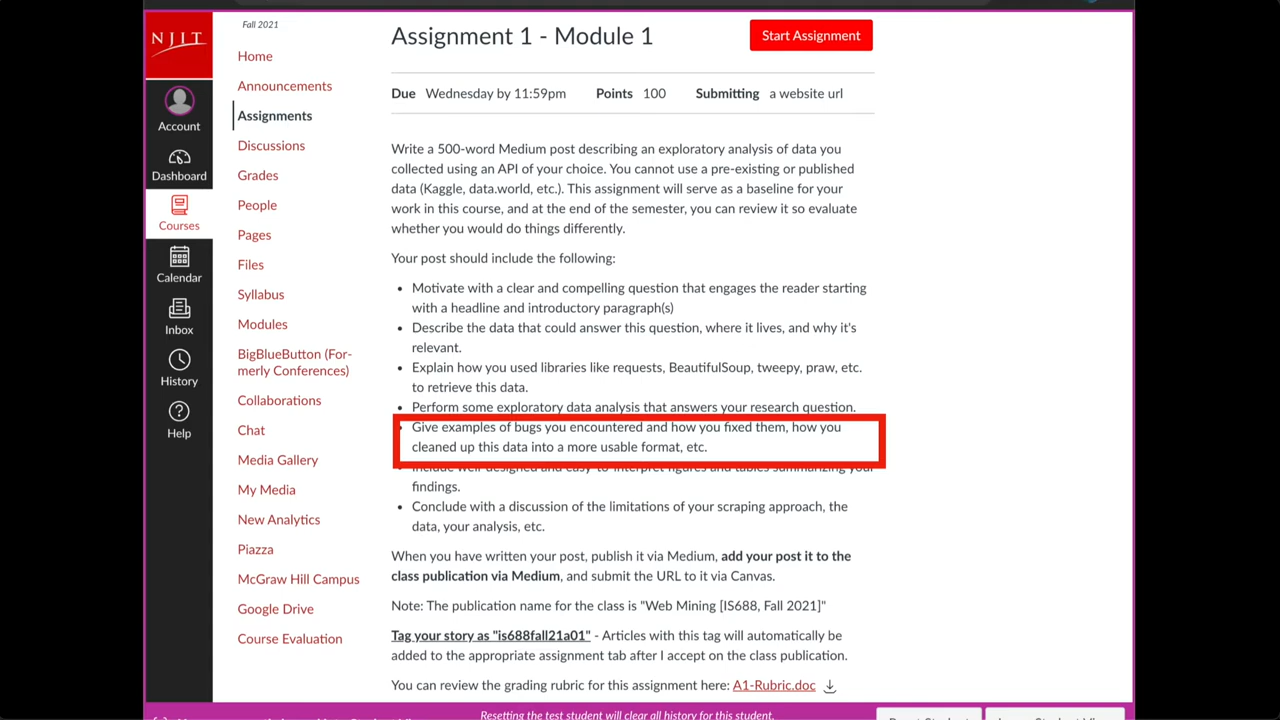 Fall 2021
NJIT
Account
Dashboard
Courses
Calendar
Inbox
History
Help
Home
Announcements
Assignments
Discussions
Grades
People
Pages
Files
Syllabus
Modules
BigBlueButton (For-
merly Conferences)
Collaborations
Chat
Media Gallery
My Media
New Analytics
Piazza
McGraw Hill Campus
Google Drive
Course Evaluation
Assignment 1 - Module 1
Start Assignment
Due Wednesday by 11:59pm Points 100 Submitting a website url
Write a 500-word Medium post describing an exploratory analysis of data you
collected using an API of your choice. You cannot use a pre-existing or published
data (Kaggle, data.world, etc.). This assignment will serve as a baseline for your
work in this course, and at the end of the semester, you can review it so evaluate
whether you would do things differently.
Your post should include the following:
• Motivate with a clear and compelling question that engages the reader starting
with a headline and introductory paragraph(s)
• Describe the data that could answer this question, where it lives, and why it's
relevant.
• Explain how you used libraries like requests, BeautifulSoup, tweepy, praw, etc.
to retrieve this data.
• Perform some exploratory data analysis that answers your research question.
• Give examples of bugs you encountered and how you fixed them, how you
cleaned up this data into a more usable format, etc.
Include well-designed and easy-to-interpret figures and tables summarizing your
findings.
• Conclude with a discussion of the limitations of your scraping approach, the
data, your analysis, etc.
When you have written your post, publish it via Medium, add your post it to the
class publication via Medium, and submit the URL to it via Canvas.
Note: The publication name for the class is "Web Mining [IS688, Fall 2021]"
Tag your story as "is688fall21a01" - Articles with this tag will automatically be
added to the appropriate assignment tab after I accept on the class publication.
You can review the grading rubric for this assignment here: A1-Rubric.doc
Resetting the test student will clear all history for this student.